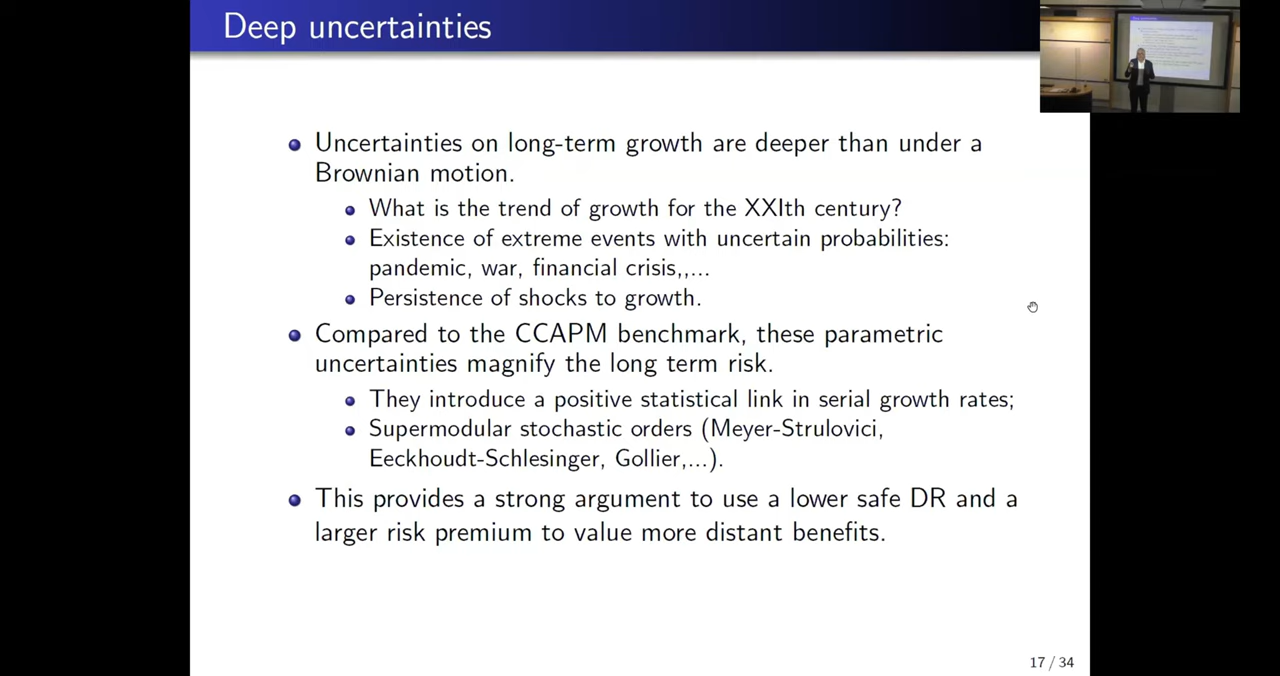 Deep uncertainties
Uncertainties on long-term growth are deeper than under a
Brownian motion.
What is the trend of growth for the XXIth century?
Existence of extreme events with uncertain probabilities:
pandemic, war, financial crisis,,...
Persistence of shocks to growth.
Compared to the CCAPM benchmark, these parametric
uncertainties magnify the long term risk.
They introduce a positive statistical link in serial growth rates;
Supermodular stochastic orders (Meyer-Strulovici,
Eeckhoudt-Schlesinger, Gollier,...).
This provides a strong argument to use a lower safe DR and a
larger risk premium to value more distant benefits.
17 / 34